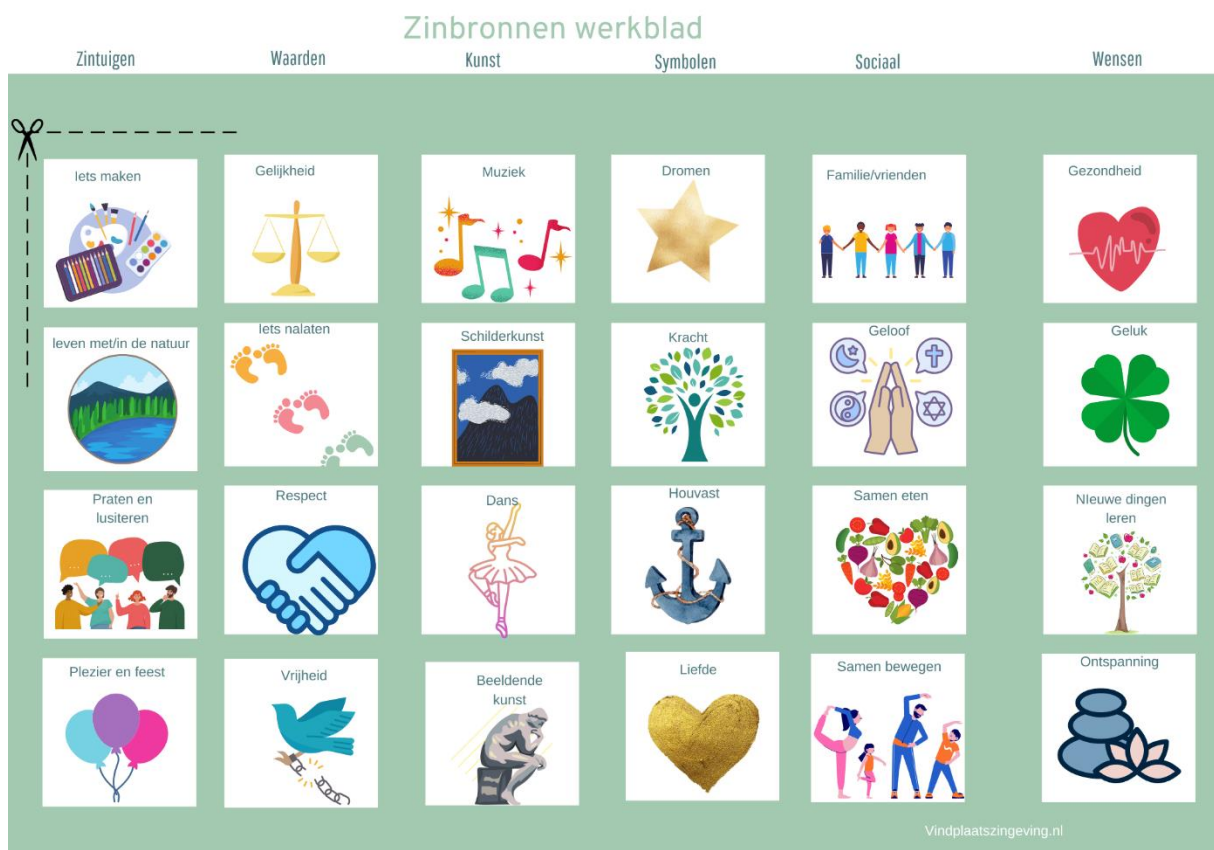 Zinbronnen werkblad
Zintuigen Waarden Kunst Symbolen Sociaal Wensen
Iets maken
Gelijkheid
Muziek
Dromen
Familie/vrienden
Gezondheid
leven met/in de natuur
Iets nalaten
Schilderkunst
Kracht
Geloof
Geluk
Praten en
lusiteren
Respect
Dans
Houvast
Samen eten
NIeuwe dingen
leren
Plezier en feest
Vrijheid
Beeldende
kunst
Liefde
Samen bewegen
Ontspanning
Vindplaatszingeving.nl